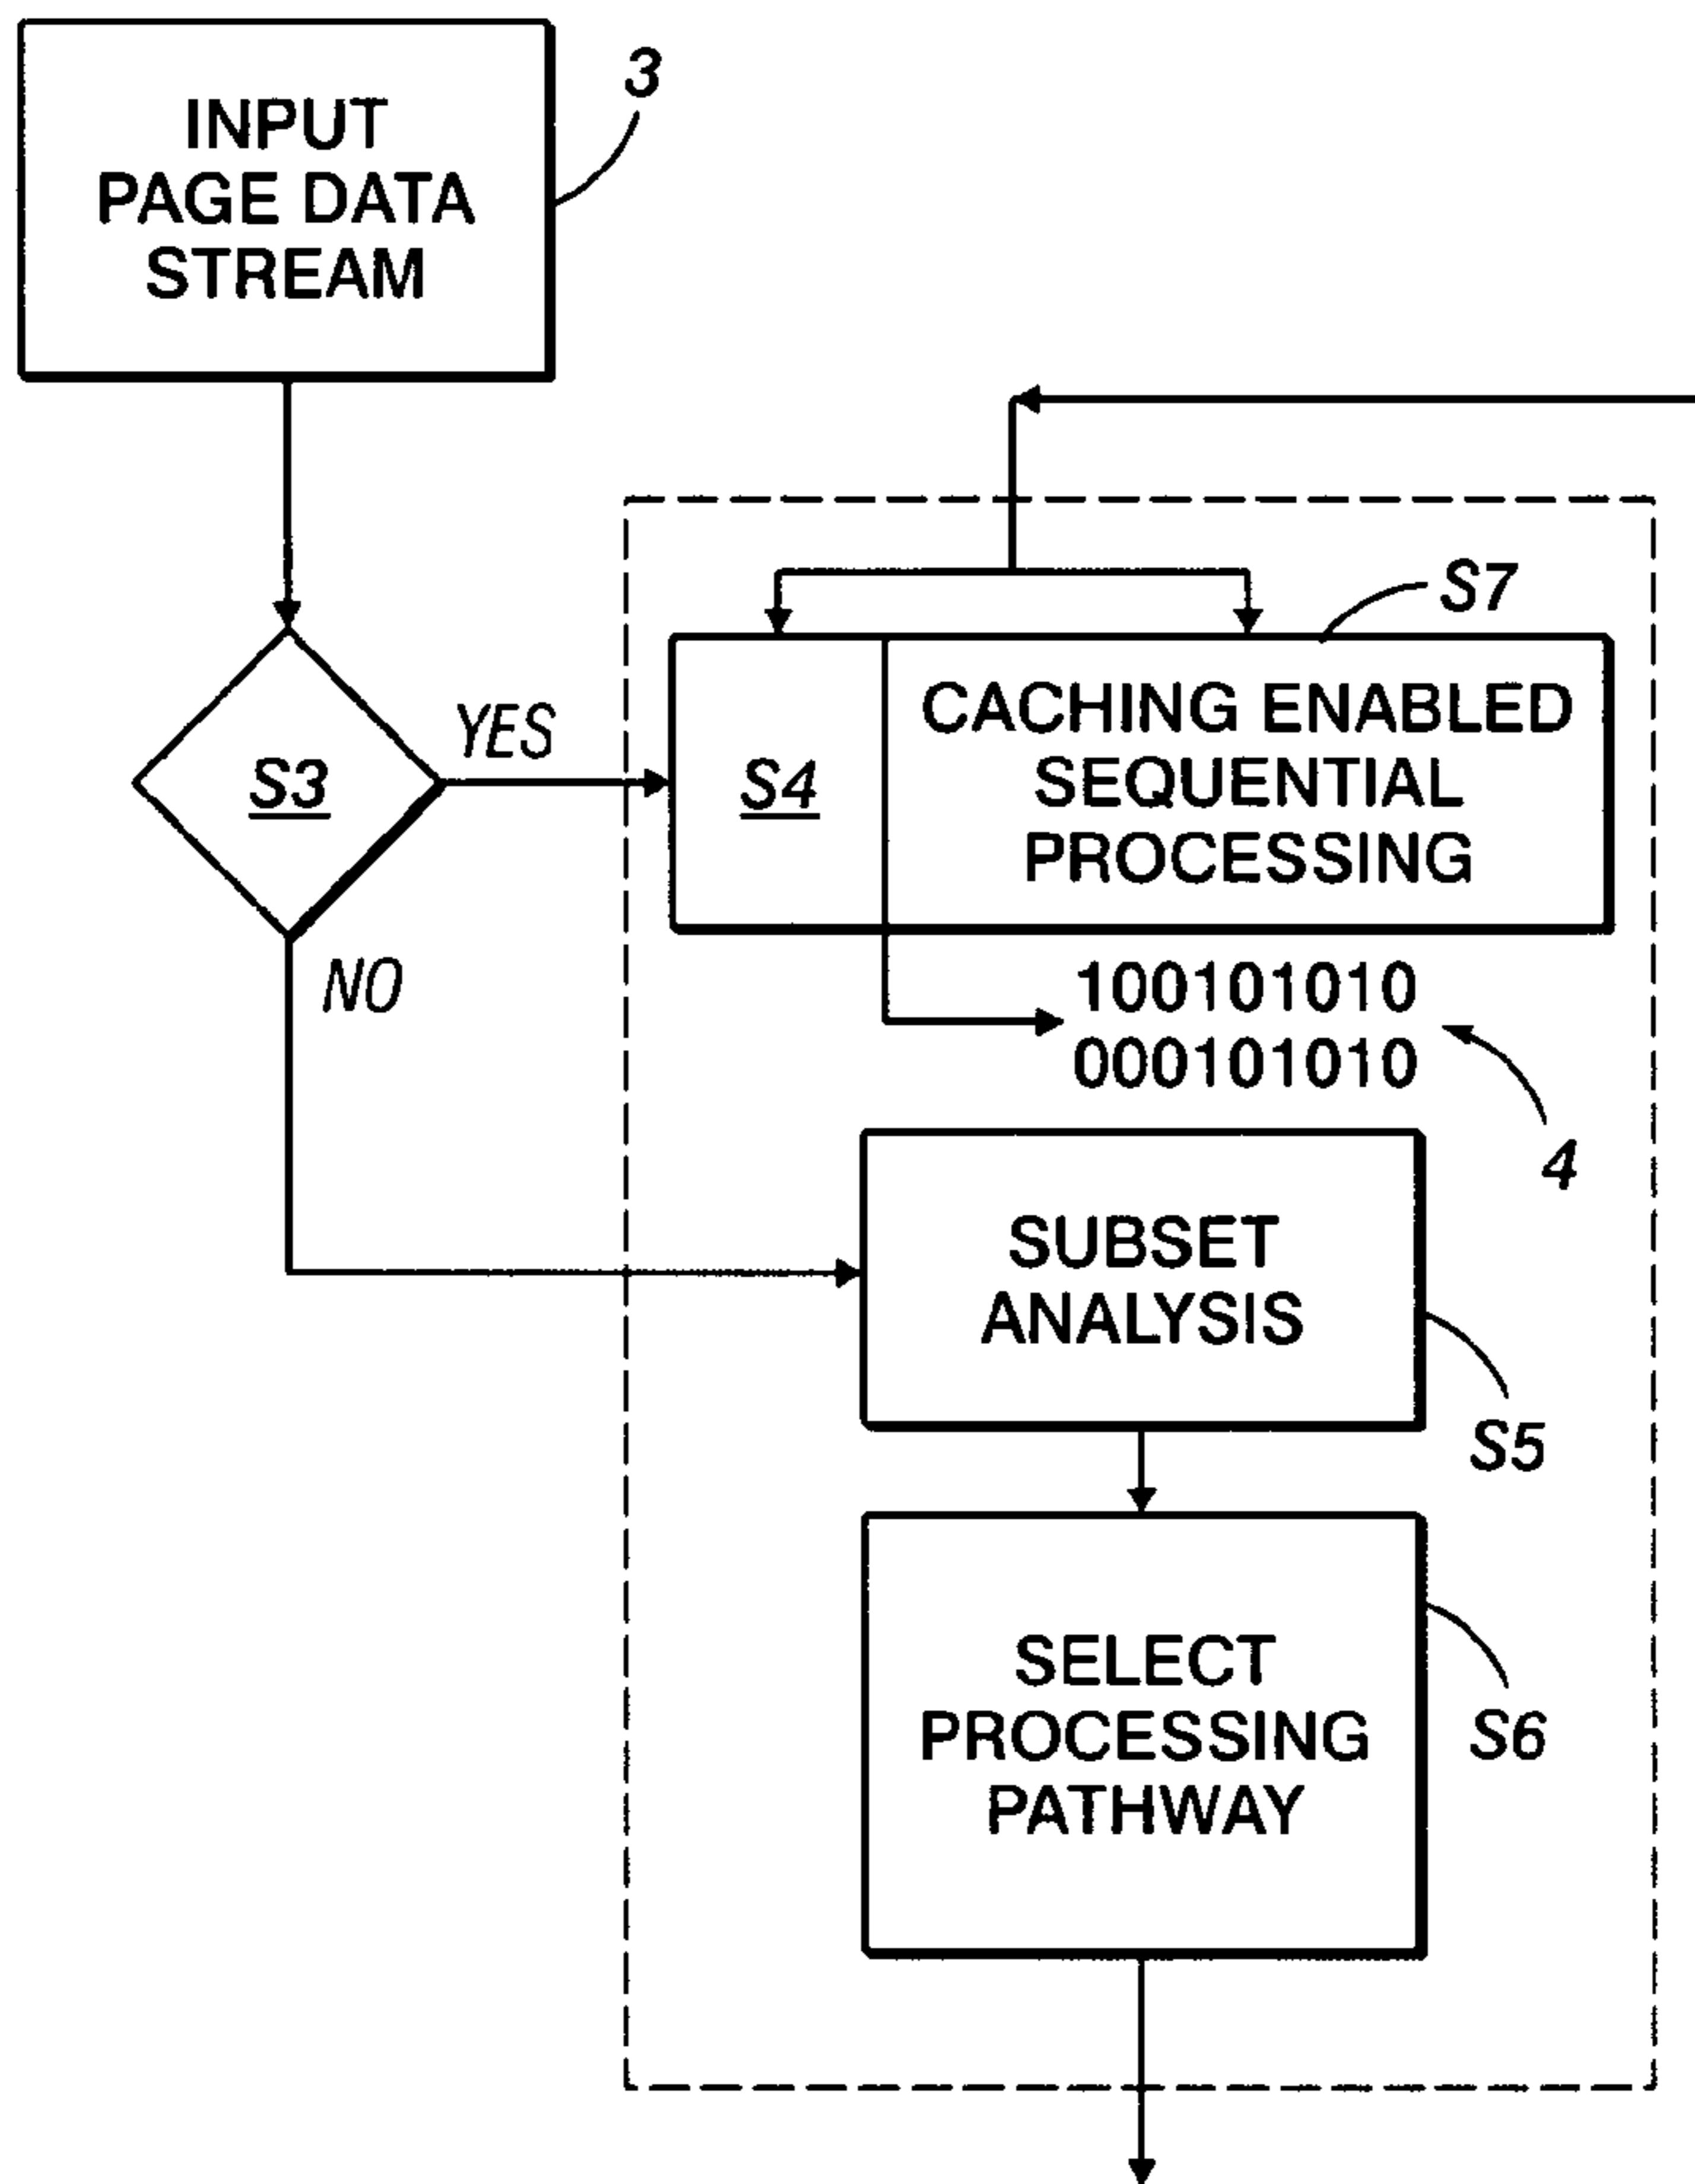 3
INPUT
PAGE DATA
STREAM
S7
YES
CACHING ENABLED
SEQUENTIAL
PROCESSING
S3
S4
NO
100101010
000101010
4
SUBSET
ANALYSIS
S5
SELECT
PROCESSING
PATHWAY
S6